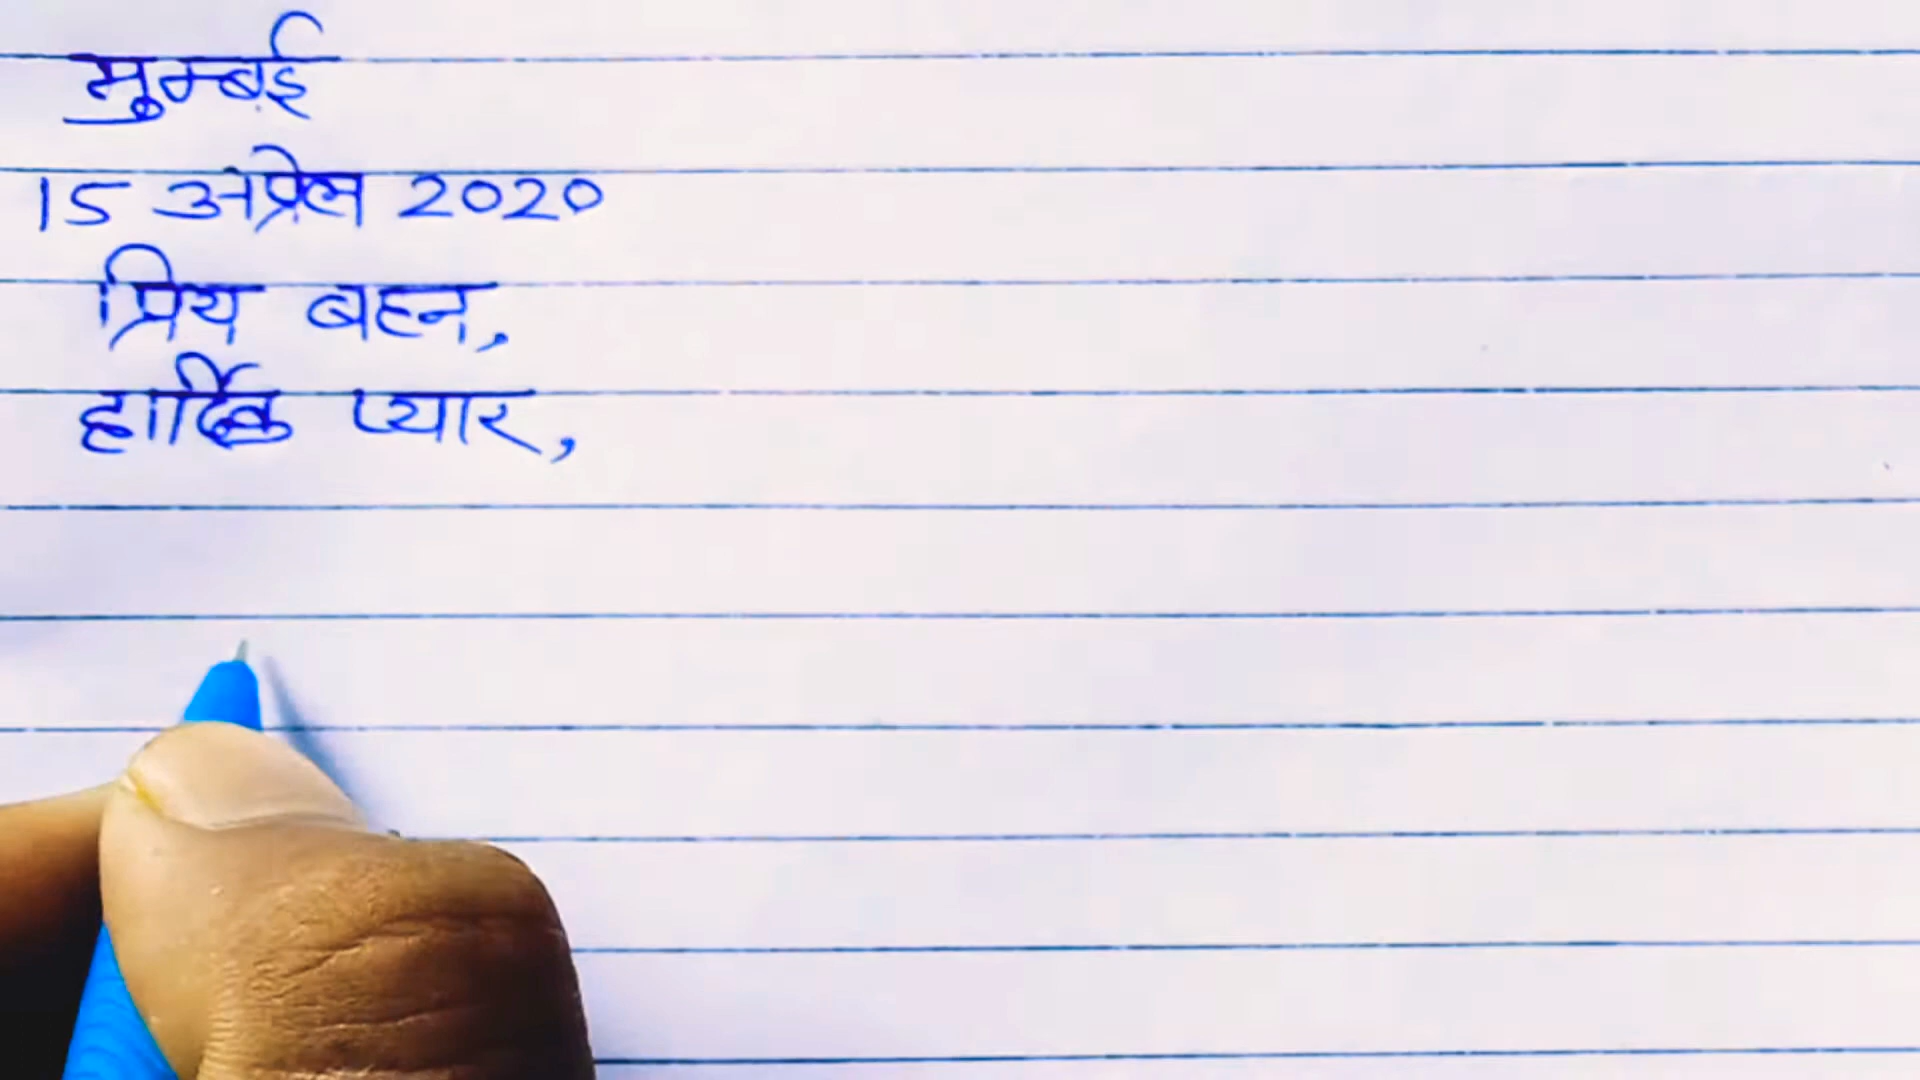 मुम्बई
15 अप्रेल 2020
प्रिय बहन,
हार्दिक प्यार,